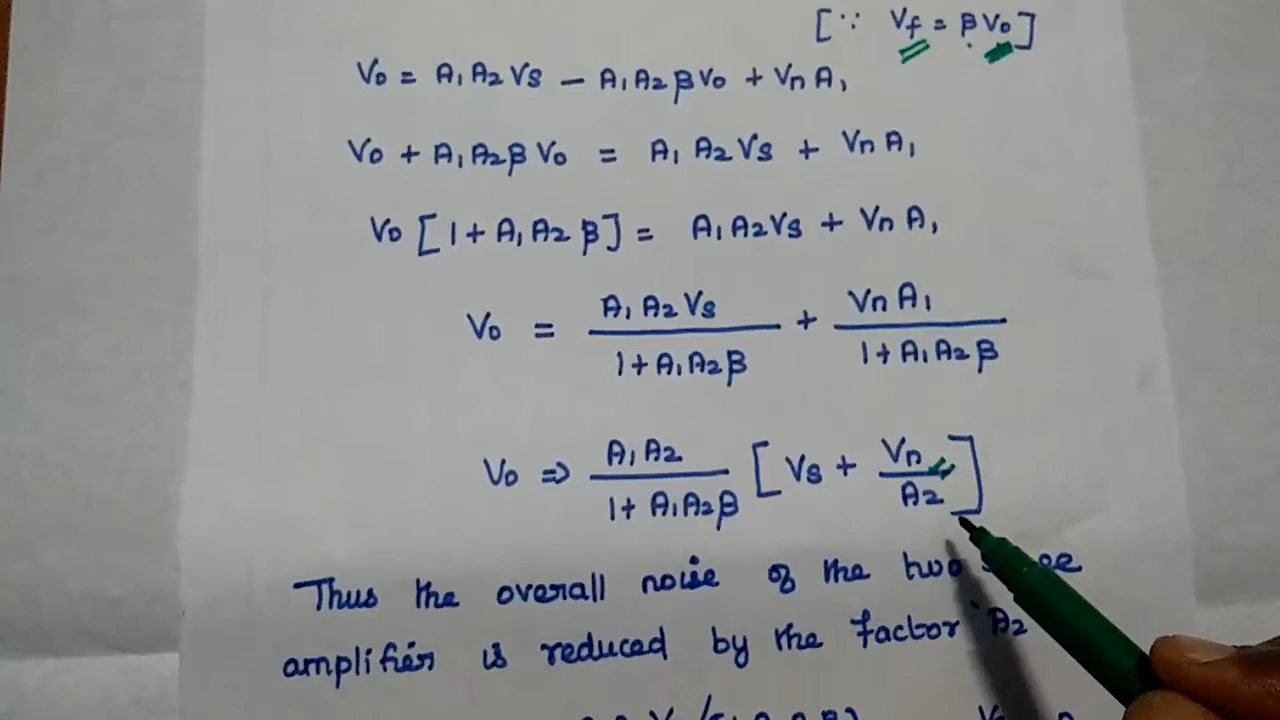 [∵ Vf = βVo]
Vo = A1A2Vs − A1A2βVo + VnA1
Vo + A1A2βVo = A1A2Vs + VnA1
Vo[1+A1A2β] = A1A2Vs + VnA1
Vo = A1A2Vs / 1+A1A2β + VnA1 / 1+A1A2β
Vo ⇒ A1A2 / 1+A1A2β [Vs + Vn / A2]
Thus the overall noise of the two
amplifier is reduced by the factor A2